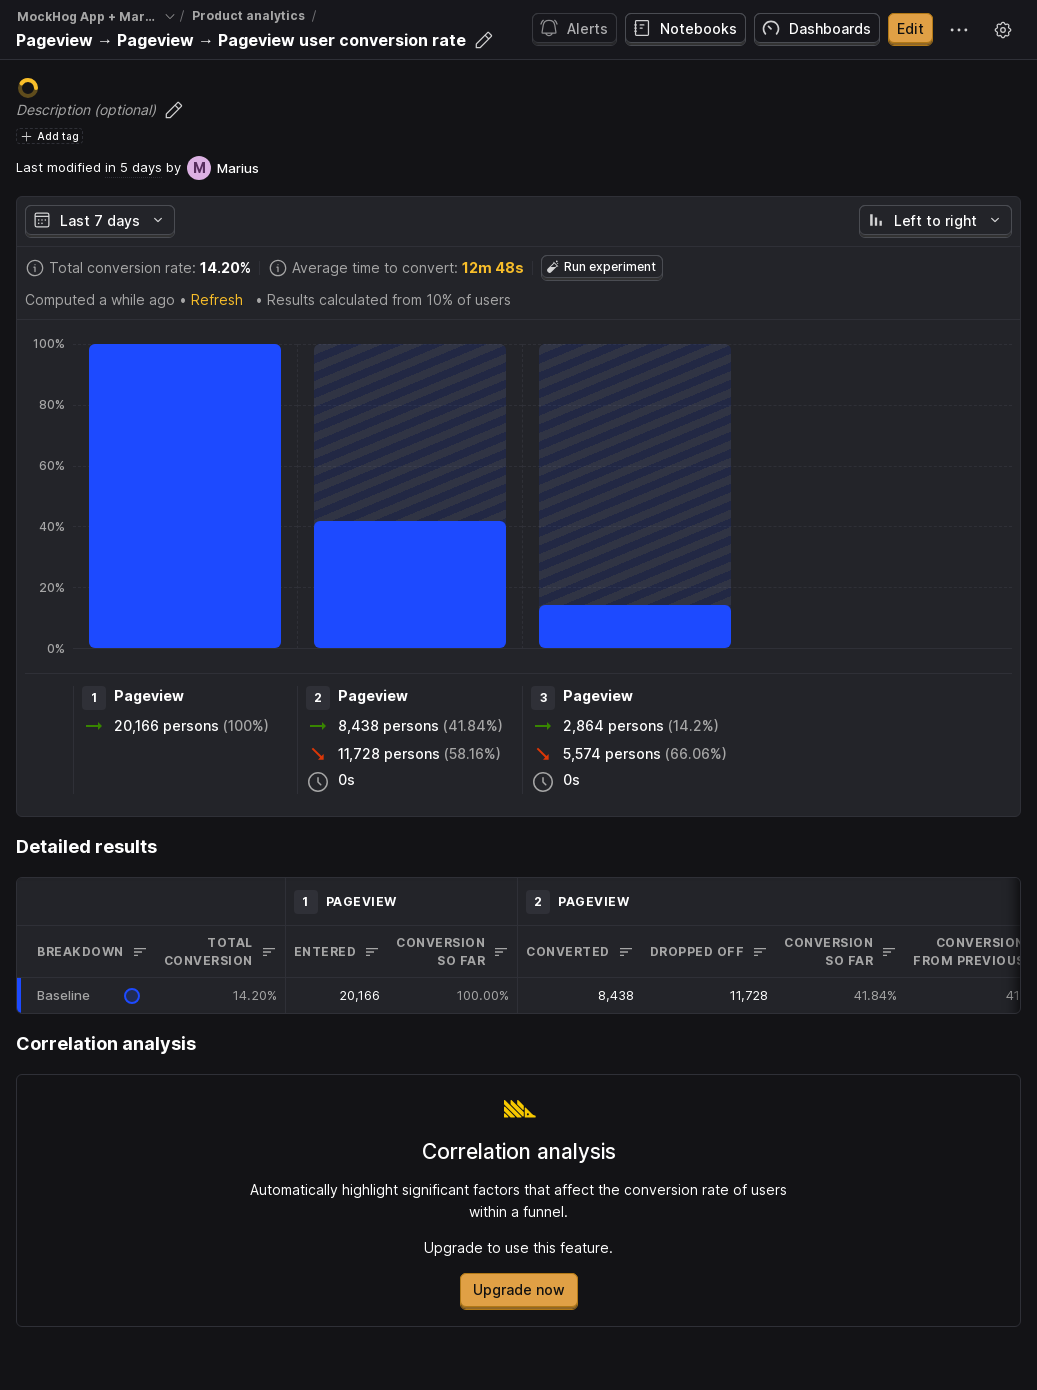 MockHog App + Mar... / Product analytics /
Pageview → Pageview → Pageview user conversion rate
Alerts Notebooks Dashboards Edit
Description (optional)
Add tag
Last modified in 5 days by M Marius
Last 7 days Left to right
Total conversion rate: 14.20% Average time to convert: 12m 48s Run experiment
Computed a while ago • Refresh • Results calculated from 10% of users
100%
80%
60%
40%
20%
0%
1 Pageview 2 Pageview 3 Pageview
20,166 persons (100%) 8,438 persons (41.84%) 2,864 persons (14.2%)
11,728 persons (58.16%) 5,574 persons (66.06%)
0s 0s
Detailed results
1 PAGEVIEW 2 PAGEVIEW
BREAKDOWN TOTAL CONVERSION ENTERED CONVERSION SO FAR CONVERTED DROPPED OFF CONVERSION SO FAR CONVERSION FROM PREVIOUS
Baseline 14.20% 20,166 100.00% 8,438 11,728 41.84% 41
Correlation analysis
Correlation analysis
Automatically highlight significant factors that affect the conversion rate of users
within a funnel.
Upgrade to use this feature.
Upgrade now